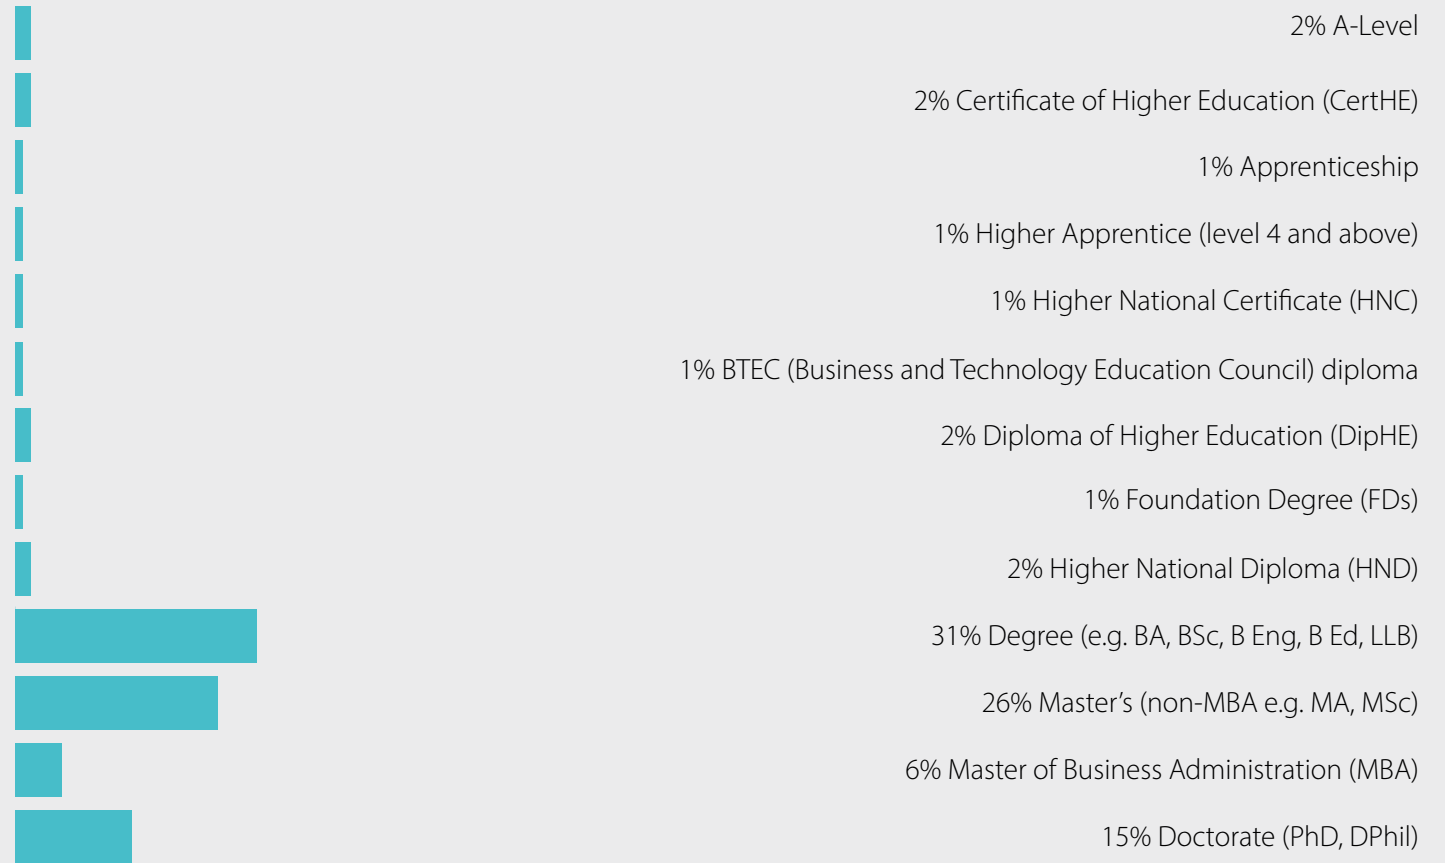 2% A-Level
2% Certificate of Higher Education (CertHE)
1% Apprenticeship
1% Higher Apprentice (level 4 and above)
1% Higher National Certificate (HNC)
1% BTEC (Business and Technology Education Council) diploma
2% Diploma of Higher Education (DipHE)
1% Foundation Degree (FDs)
2% Higher National Diploma (HND)
31% Degree (e.g. BA, BSc, B Eng, B Ed, LLB)
26% Master’s (non-MBA e.g. MA, MSc)
6% Master of Business Administration (MBA)
15% Doctorate (PhD, DPhil)